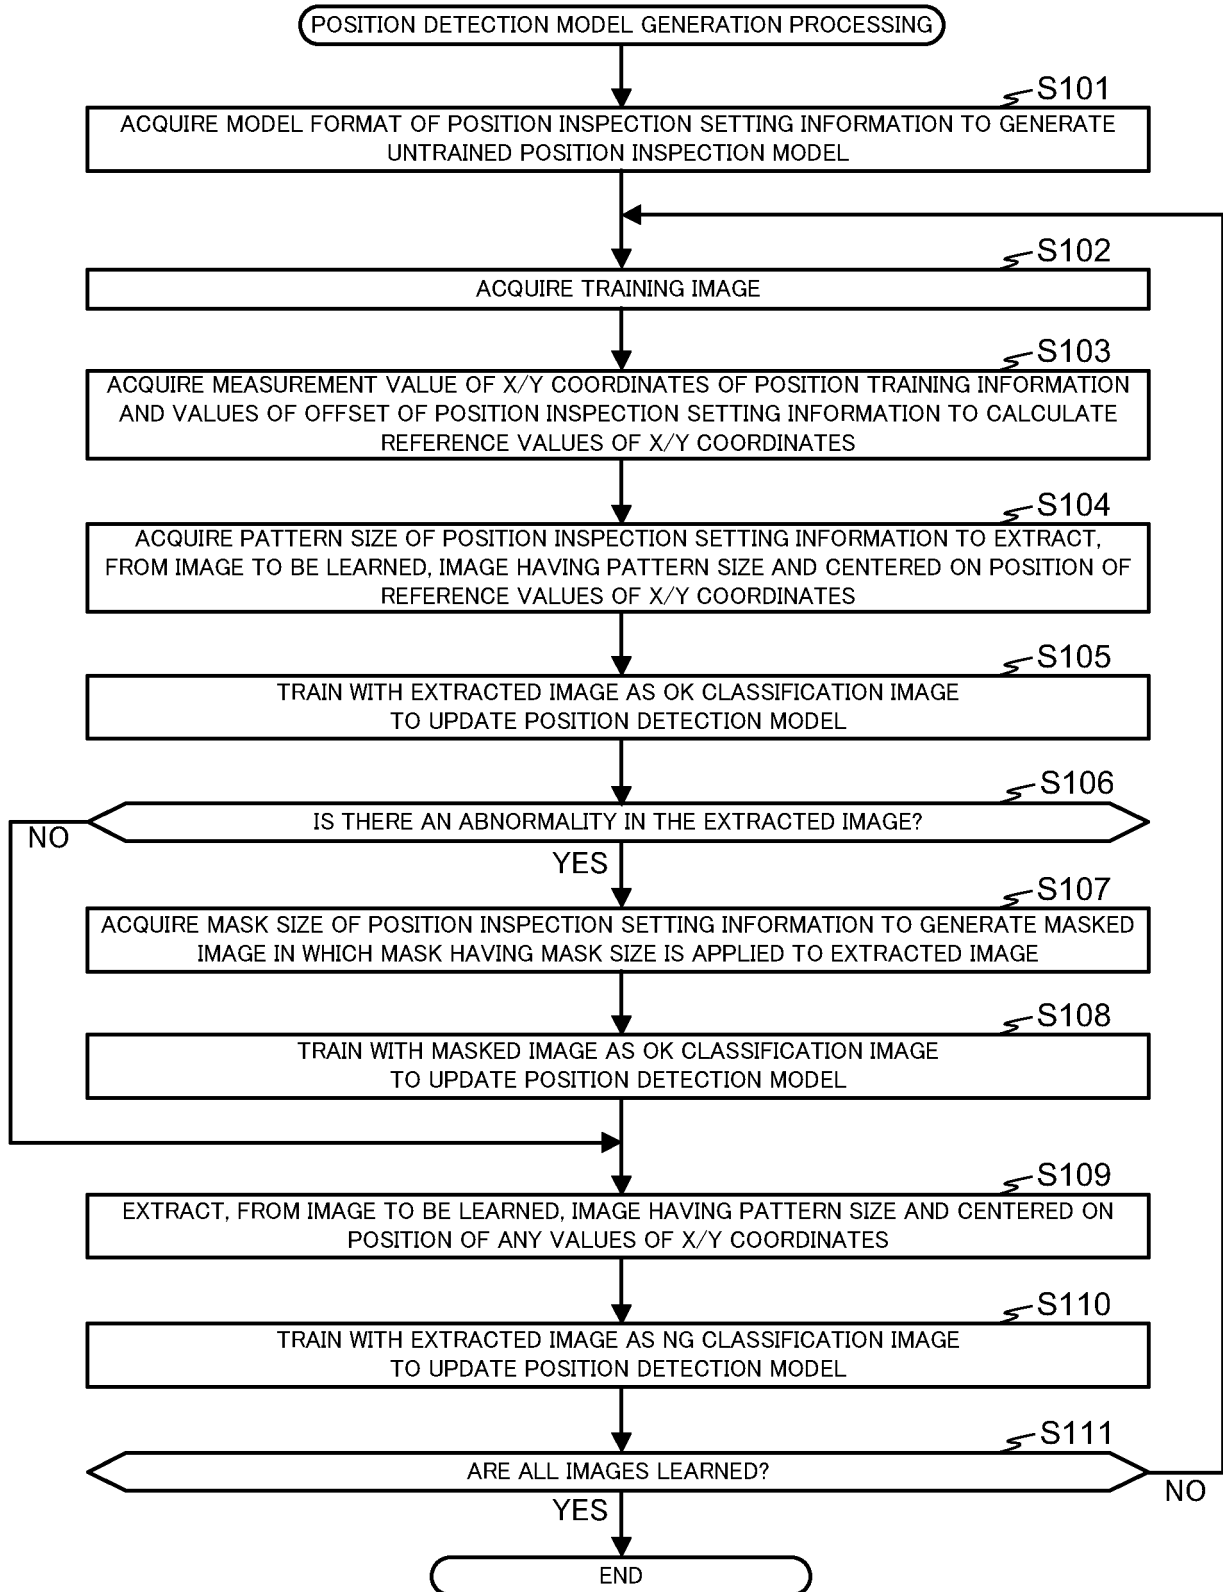 POSITION DETECTION MODEL GENERATION PROCESSING
S101
ACQUIRE MODEL FORMAT OF POSITION INSPECTION SETTING INFORMATION TO GENERATE
UNTRAINED POSITION INSPECTION MODEL
S102
ACQUIRE TRAINING IMAGE
S103
ACQUIRE MEASUREMENT VALUE OF X/Y COORDINATES OF POSITION TRAINING INFORMATION
AND VALUES OF OFFSET OF POSITION INSPECTION SETTING INFORMATION TO CALCULATE
REFERENCE VALUES OF X/Y COORDINATES
S104
ACQUIRE PATTERN SIZE OF POSITION INSPECTION SETTING INFORMATION TO EXTRACT,
FROM IMAGE TO BE LEARNED, IMAGE HAVING PATTERN SIZE AND CENTERED ON POSITION OF
REFERENCE VALUES OF X/Y COORDINATES
S105
TRAIN WITH EXTRACTED IMAGE AS OK CLASSIFICATION IMAGE
TO UPDATE POSITION DETECTION MODEL
S106
IS THERE AN ABNORMALITY IN THE EXTRACTED IMAGE?
NO
YES
S107
ACQUIRE MASK SIZE OF POSITION INSPECTION SETTING INFORMATION TO GENERATE MASKED
IMAGE IN WHICH MASK HAVING MASK SIZE IS APPLIED TO EXTRACTED IMAGE
S108
TRAIN WITH MASKED IMAGE AS OK CLASSIFICATION IMAGE
TO UPDATE POSITION DETECTION MODEL
S109
EXTRACT, FROM IMAGE TO BE LEARNED, IMAGE HAVING PATTERN SIZE AND CENTERED ON
POSITION OF ANY VALUES OF X/Y COORDINATES
S110
TRAIN WITH EXTRACTED IMAGE AS NG CLASSIFICATION IMAGE
TO UPDATE POSITION DETECTION MODEL
S111
ARE ALL IMAGES LEARNED?
NO
YES
END